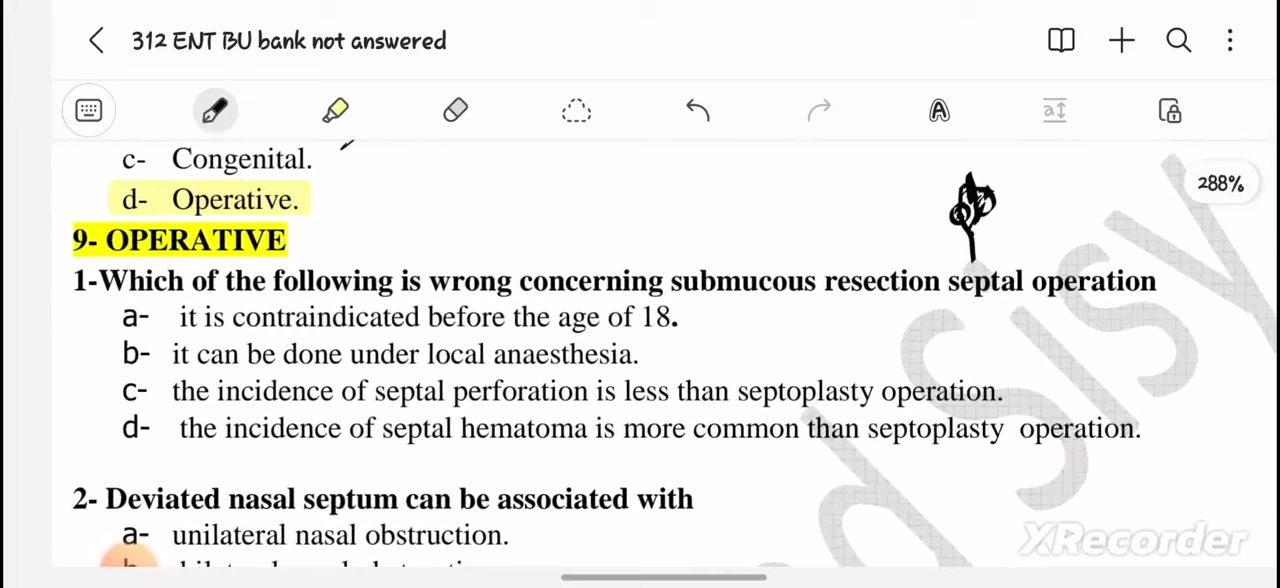 312 ENT BU bank not answered
c- Congenital.
288%
d- Operative.
9- OPERATIVE
1-Which of the following is wrong concerning submucous resection septal operation
a- it is contraindicated before the age of 18.
b- it can be done under local anaesthesia.
c- the incidence of septal perforation is less than septoplasty operation.
d- the incidence of septal hematoma is more common than septoplasty operation.
2- Deviated nasal septum can be associated with
a- unilateral nasal obstruction.
d Sisy
XRecorder